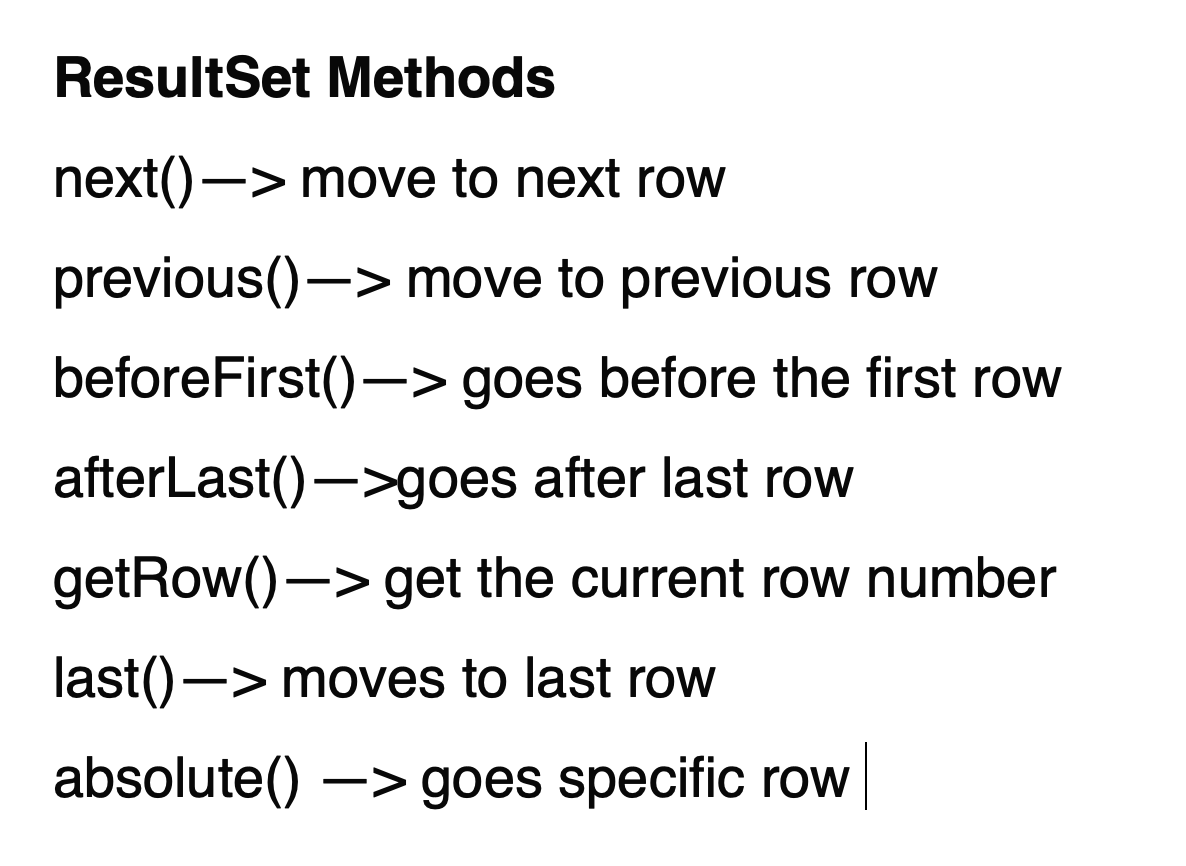 ResultSet Methods
next()—> move to next row
previous()—> move to previous row
beforeFirst()—> goes before the first row
afterLast()—>goes after last row
getRow()—> get the current row number
last()—> moves to last row
absolute() —> goes specific row